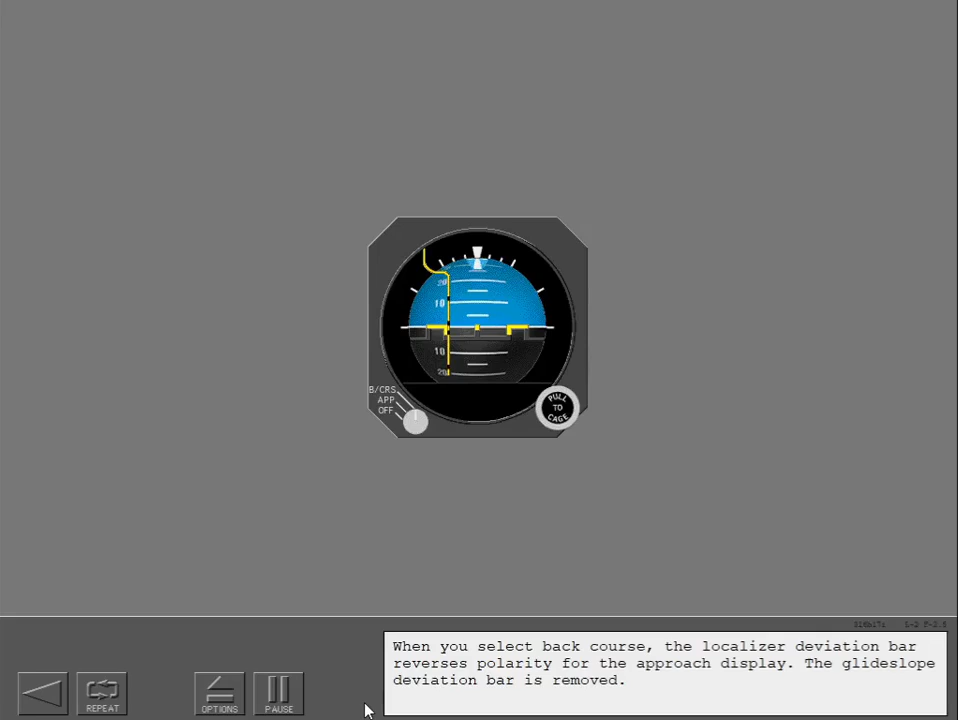 20
10
10
20
B/CRS.
APP
OFF
PULL
TO
CAGE
When you select back course, the localizer deviation bar
reverses polarity for the approach display. The glideslope
deviation bar is removed.
REPEAT
OPTIONS
PAUSE